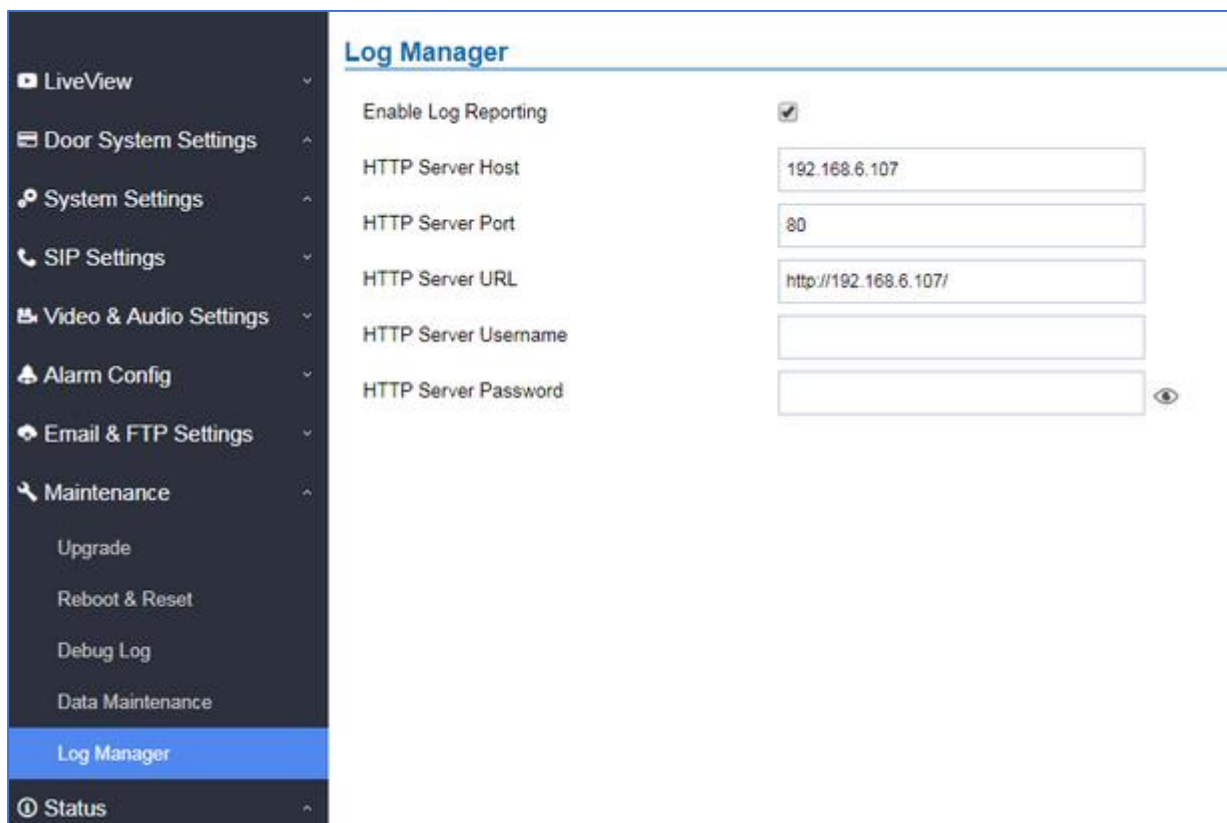 LiveView
Door System Settings
System Settings
SIP Settings
Video & Audio Settings
Alarm Config
Email & FTP Settings
Maintenance
Upgrade
Reboot & Reset
Debug Log
Data Maintenance
Log Manager
Status
Log Manager
Enable Log Reporting
HTTP Server Host 192.168.6.107
HTTP Server Port 80
HTTP Server URL http://192.168.6.107/
HTTP Server Username
HTTP Server Password